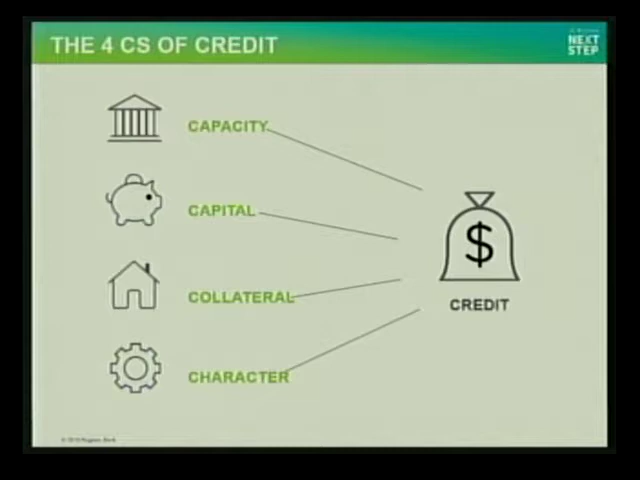 THE 4 CS OF CREDIT
NEXT
STEP
CAPACITY
CAPITAL
$
CREDIT
COLLATERAL
CHARACTER